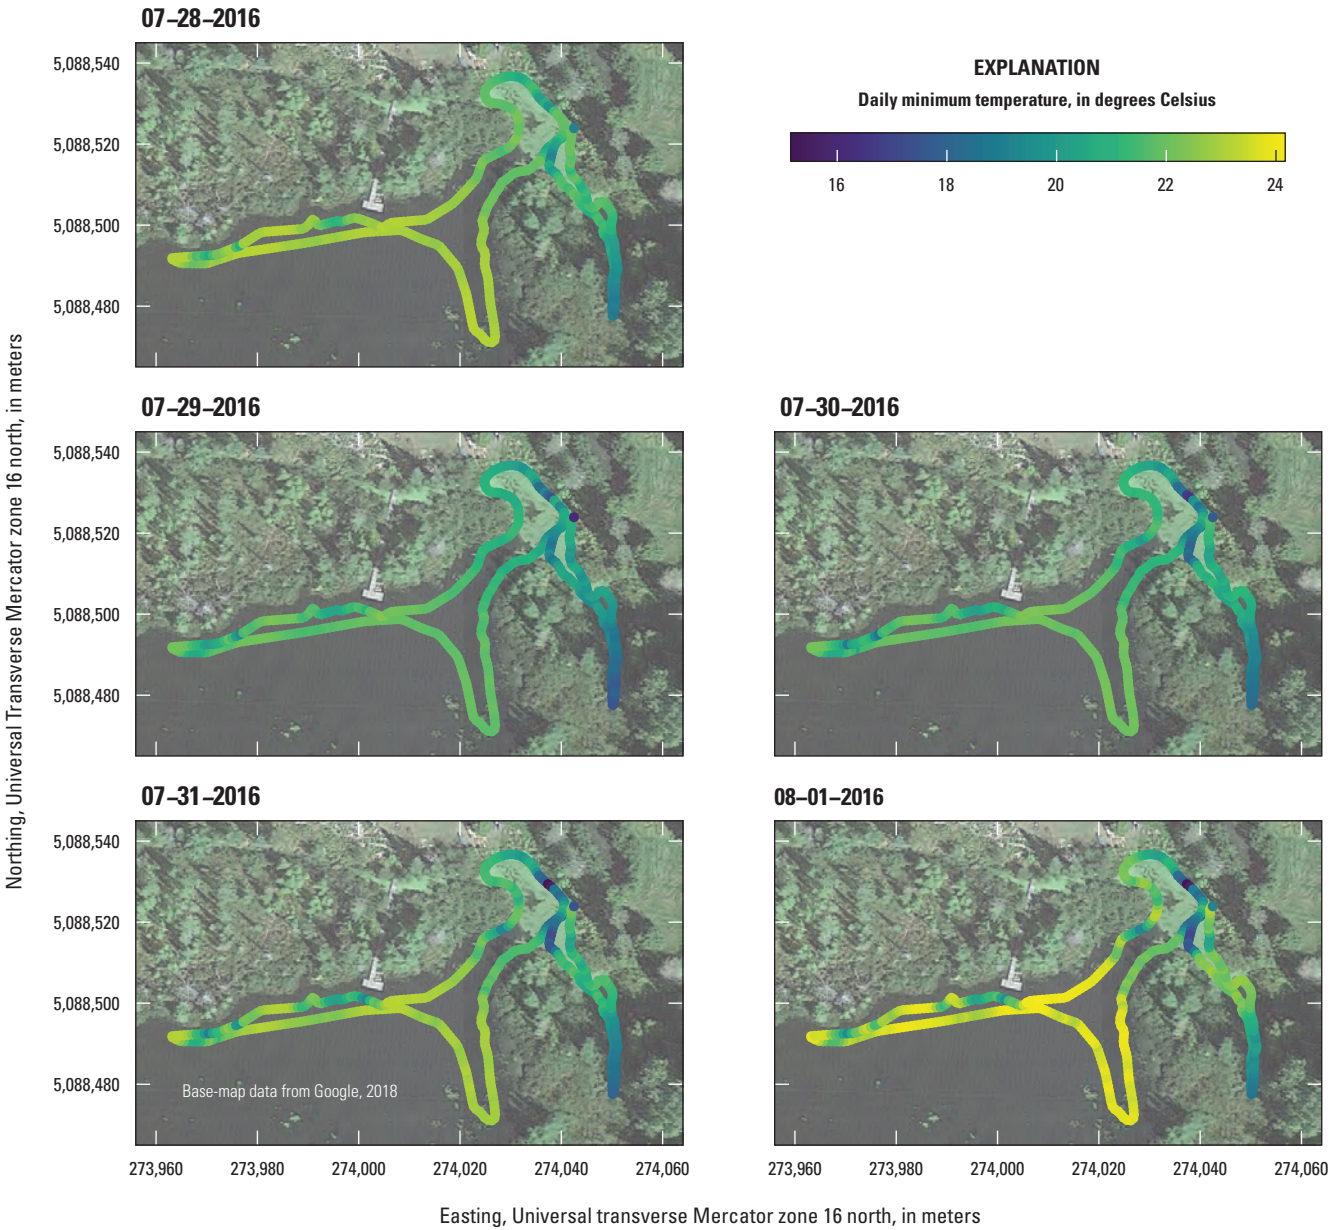 07–28–2016
5,088,540
5,088,520
5,088,500
5,088,480
EXPLANATION
Daily minimum temperature, in degrees Celsius
16 18 20 22 24
Northing, Universal Transverse Mercator zone 16 north, in meters
07–29–2016
5,088,540
5,088,520
5,088,500
5,088,480
07–30–2016
07–31–2016
5,088,540
5,088,520
5,088,500
5,088,480
Base-map data from Google, 2018
273,960 273,980 274,000 274,020 274,040 274,060
08–01–2016
273,960 273,980 274,000 274,020 274,040 274,060
Easting, Universal transverse Mercator zone 16 north, in meters